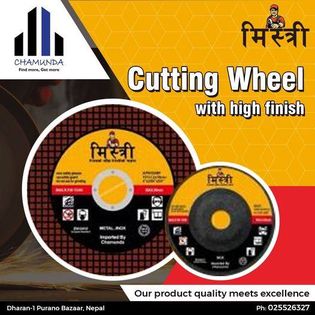 CHAMUNDA
Find more, Get more
मिस्त्री
Cutting Wheel
with high finish
मिस्त्री
METAL, INOX
Imported By
Chamunda
मिस्त्री
INOX
Our product quality meets excellence
Dharan-1 Purano Bazaar, Nepal
Ph: 025526327